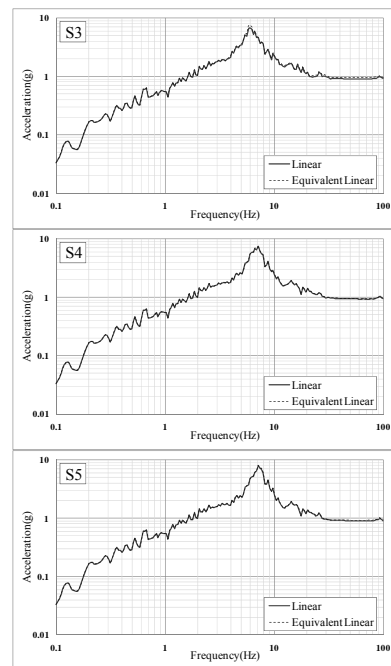 S3
Acceleration(g)
10
1
0.1
0.01
0.1
1
10
100
Frequency(Hz)
Linear
Equivalent Linear
S4
Acceleration(g)
10
1
0.1
0.01
0.1
1
10
100
Frequency(Hz)
Linear
Equivalent Linear
S5
Acceleration(g)
10
1
0.1
0.01
0.1
1
10
100
Frequency(Hz)
Linear
Equivalent Linear